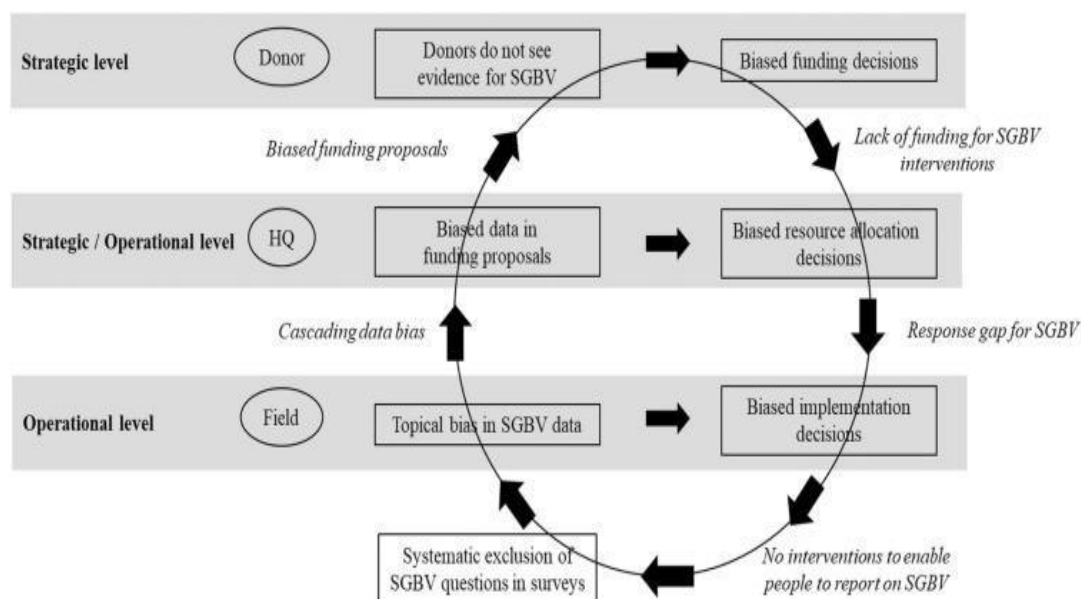 Strategic level
Donor
Donors do not see
evidence for SGBV
Biased funding decisions
Biased funding proposals
Lack of funding for SGBV
interventions
Strategic / Operational level
HQ
Biased data in
funding proposals
Biased resource allocation
decisions
Cascading data bias
Response gap for SGBV
Operational level
Field
Topical bias in SGBV data
Biased implementation
decisions
Systematic exclusion of
SGBV questions in surveys
No interventions to enable
people to report on SGBV